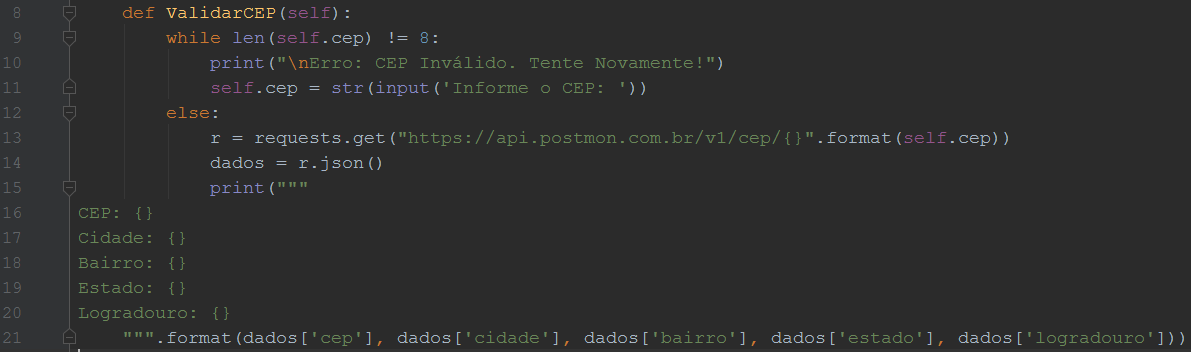 8 def ValidarCEP(self):
9 while len(self.cep) != 8:
10 print("\nErro: CEP Inválido. Tente Novamente!")
11 self.cep = str(input('Informe o CEP: '))
12 else:
13 r = requests.get("https://api.postmon.com.br/v1/cep/{}".format(self.cep))
14 dados = r.json()
15 print("""
16 CEP: {}
17 Cidade: {}
18 Bairro: {}
19 Estado: {}
20 Logradouro: {}
21 """.format(dados['cep'], dados['cidade'], dados['bairro'], dados['estado'], dados['logradouro']))